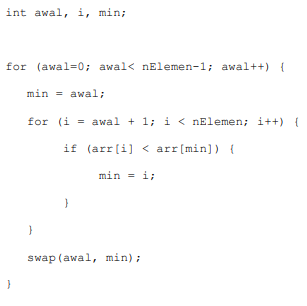 int awal, i, min;
for (awal=0; awal< nElemen-1; awal++) {
min = awal;
for (i = awal + 1; i < nElemen; i++) {
if (arr[i] < arr[min]) {
min = i;
}
}
swap(awal, min);
}